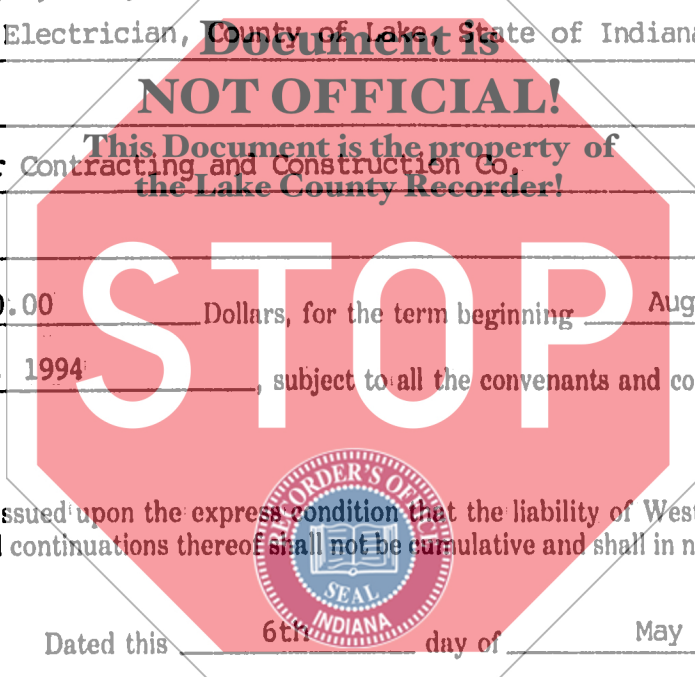 Electrician, County of Lake, State of Indiana
Document is
NOT OFFICIAL!
This Document is the property of
Contracting and Construction Co.
the Lake County Recorder!
STOP
0.00 Dollars, for the term beginning Aug
1994, subject to all the convenants and co
ssued upon the express condition that the liability of West
continuations thereof shall not be cumulative and shall in n
RECORDER'S OFFICE
SEAL
INDIANA
Dated this 6th day of May